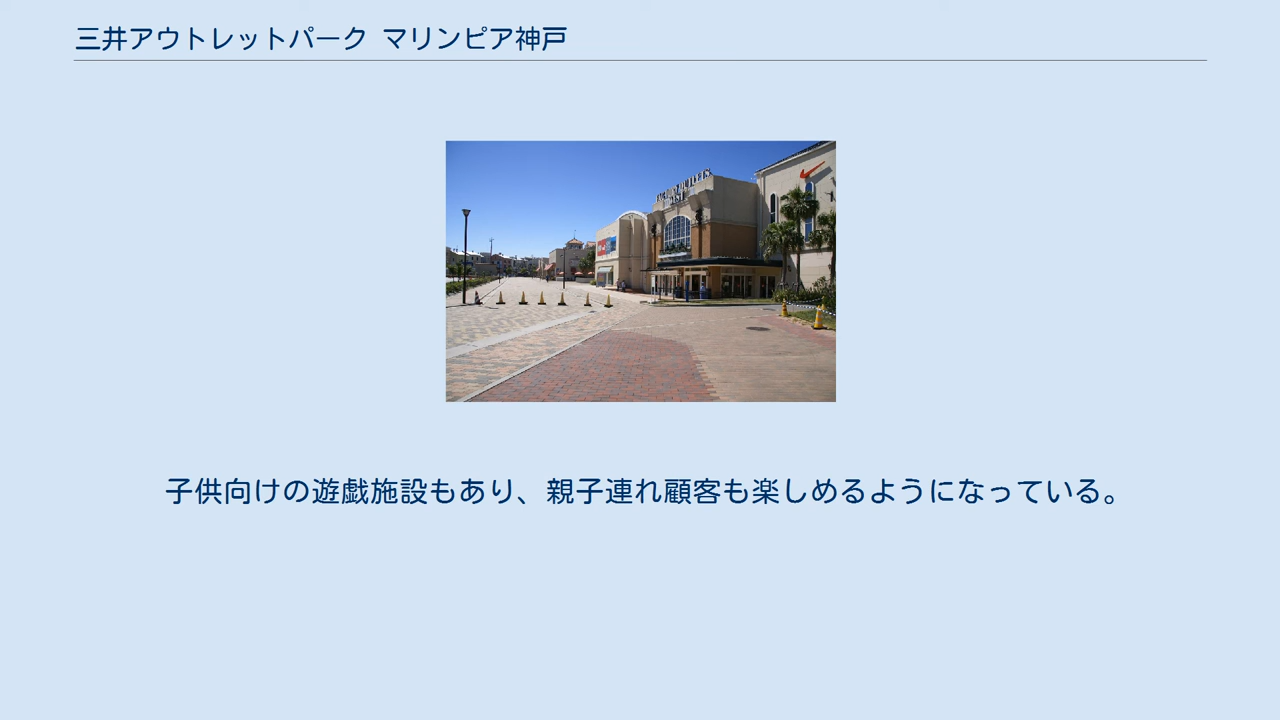 三井アウトレットパーク マリンピア神戸
子供向けの遊戯施設もあり、親子連れ顧客も楽しめるようになっている。